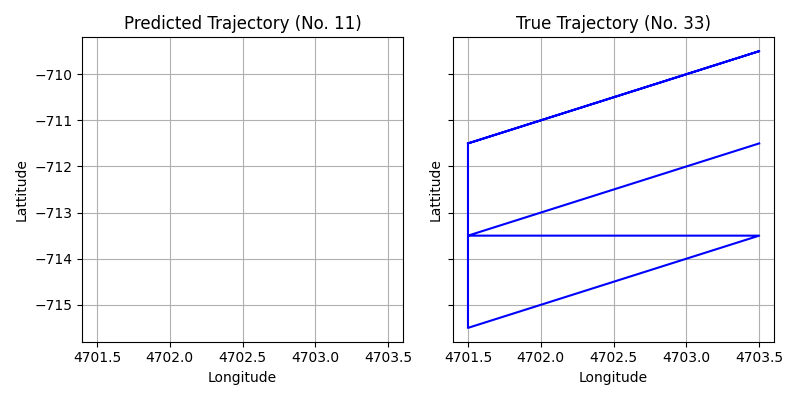 Predicted Trajectory (No. 11)
−710
−711
−712
−713
−714
−715
Lattitude
4701.5 4702.0 4702.5 4703.0 4703.5
Longitude
True Trajectory (No. 33)
Lattitude
4701.5 4702.0 4702.5 4703.0 4703.5
Longitude